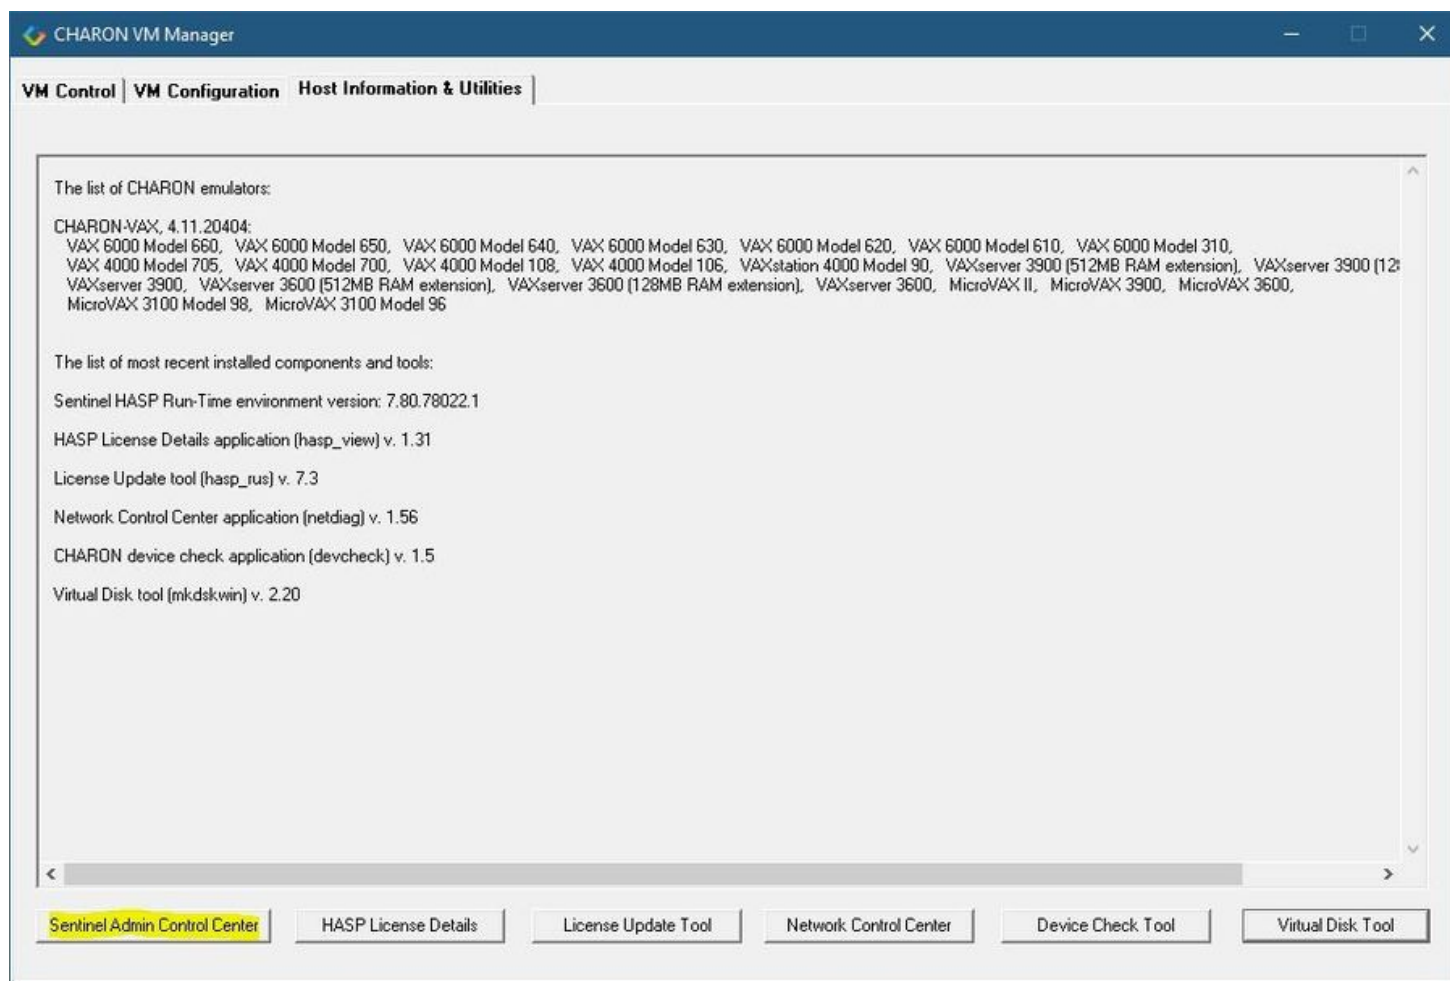 CHARON VM Manager
VM Control | VM Configuration Host Information & Utilities
The list of CHARON emulators:
CHARON-VAX, 4.11.20404:
VAX 6000 Model 660, VAX 6000 Model 650, VAX 6000 Model 640, VAX 6000 Model 630, VAX 6000 Model 620, VAX 6000 Model 610, VAX 6000 Model 310,
VAX 4000 Model 705, VAX 4000 Model 700, VAX 4000 Model 108, VAX 4000 Model 106, VAXstation 4000 Model 90, VAXserver 3900 (512MB RAM extension), VAXserver 3900
VAXserver 3900, VAXserver 3600 (512MB RAM extension), VAXserver 3600 (128MB RAM extension), VAXserver 3600, MicroVAX II, MicroVAX 3900, MicroVAX 3600,
MicroVAX 3100 Model 98, MicroVAX 3100 Model 96
The list of most recent installed components and tools:
Sentinel HASP Run-Time environment version: 7.80.78022.1
HASP License Details application (hasp_view) v. 1.31
License Update tool (hasp_rus) v. 7.3
Network Control Center application (netdiag) v. 1.56
CHARON device check application (devcheck) v. 1.5
Virtual Disk tool (mkdskwin) v. 2.20
Sentinel Admin Control Center HASP License Details License Update Tool Network Control Center Device Check Tool Virtual Disk Tool